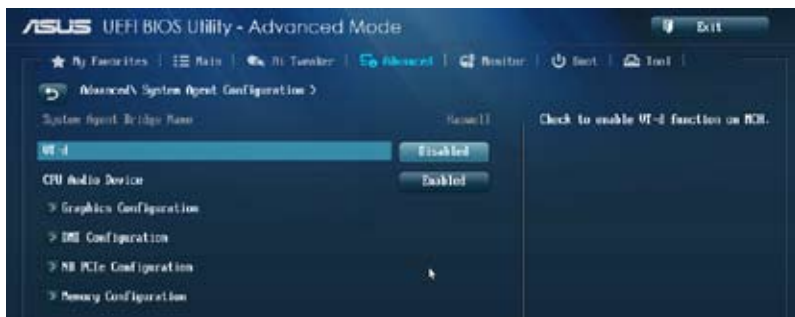 ASUS UEFI BIOS Utility - Advanced Mode
Exit
My Favorites | Main | Ai Tweaker | Advanced | Monitor | Boot | Tool |
Advanced\ System Agent Configuration >
System Agent Bridge Name Haswell
Check to enable VT-d function on MCH.
VT-d Disabled
CPU Audio Device Enabled
> Graphics Configuration
> DMI Configuration
> NB PCIe Configuration
> Memory Configuration